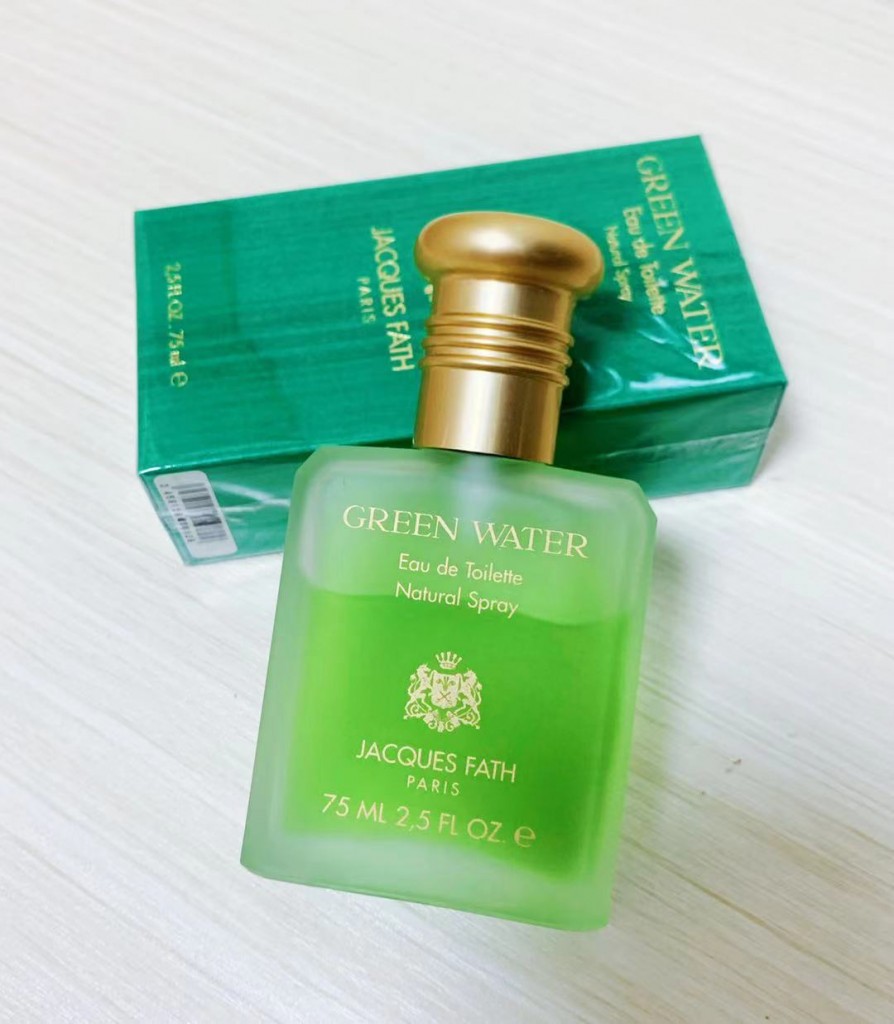 GREEN WATER
Eau de Toilette
Natural Spray
JACQUES FATH
PARIS
2.5 FL OZ. 75 ml e
GREEN WATER
Eau de Toilette
Natural Spray
JACQUES FATH
PARIS
75 ML 2,5 FL OZ. e